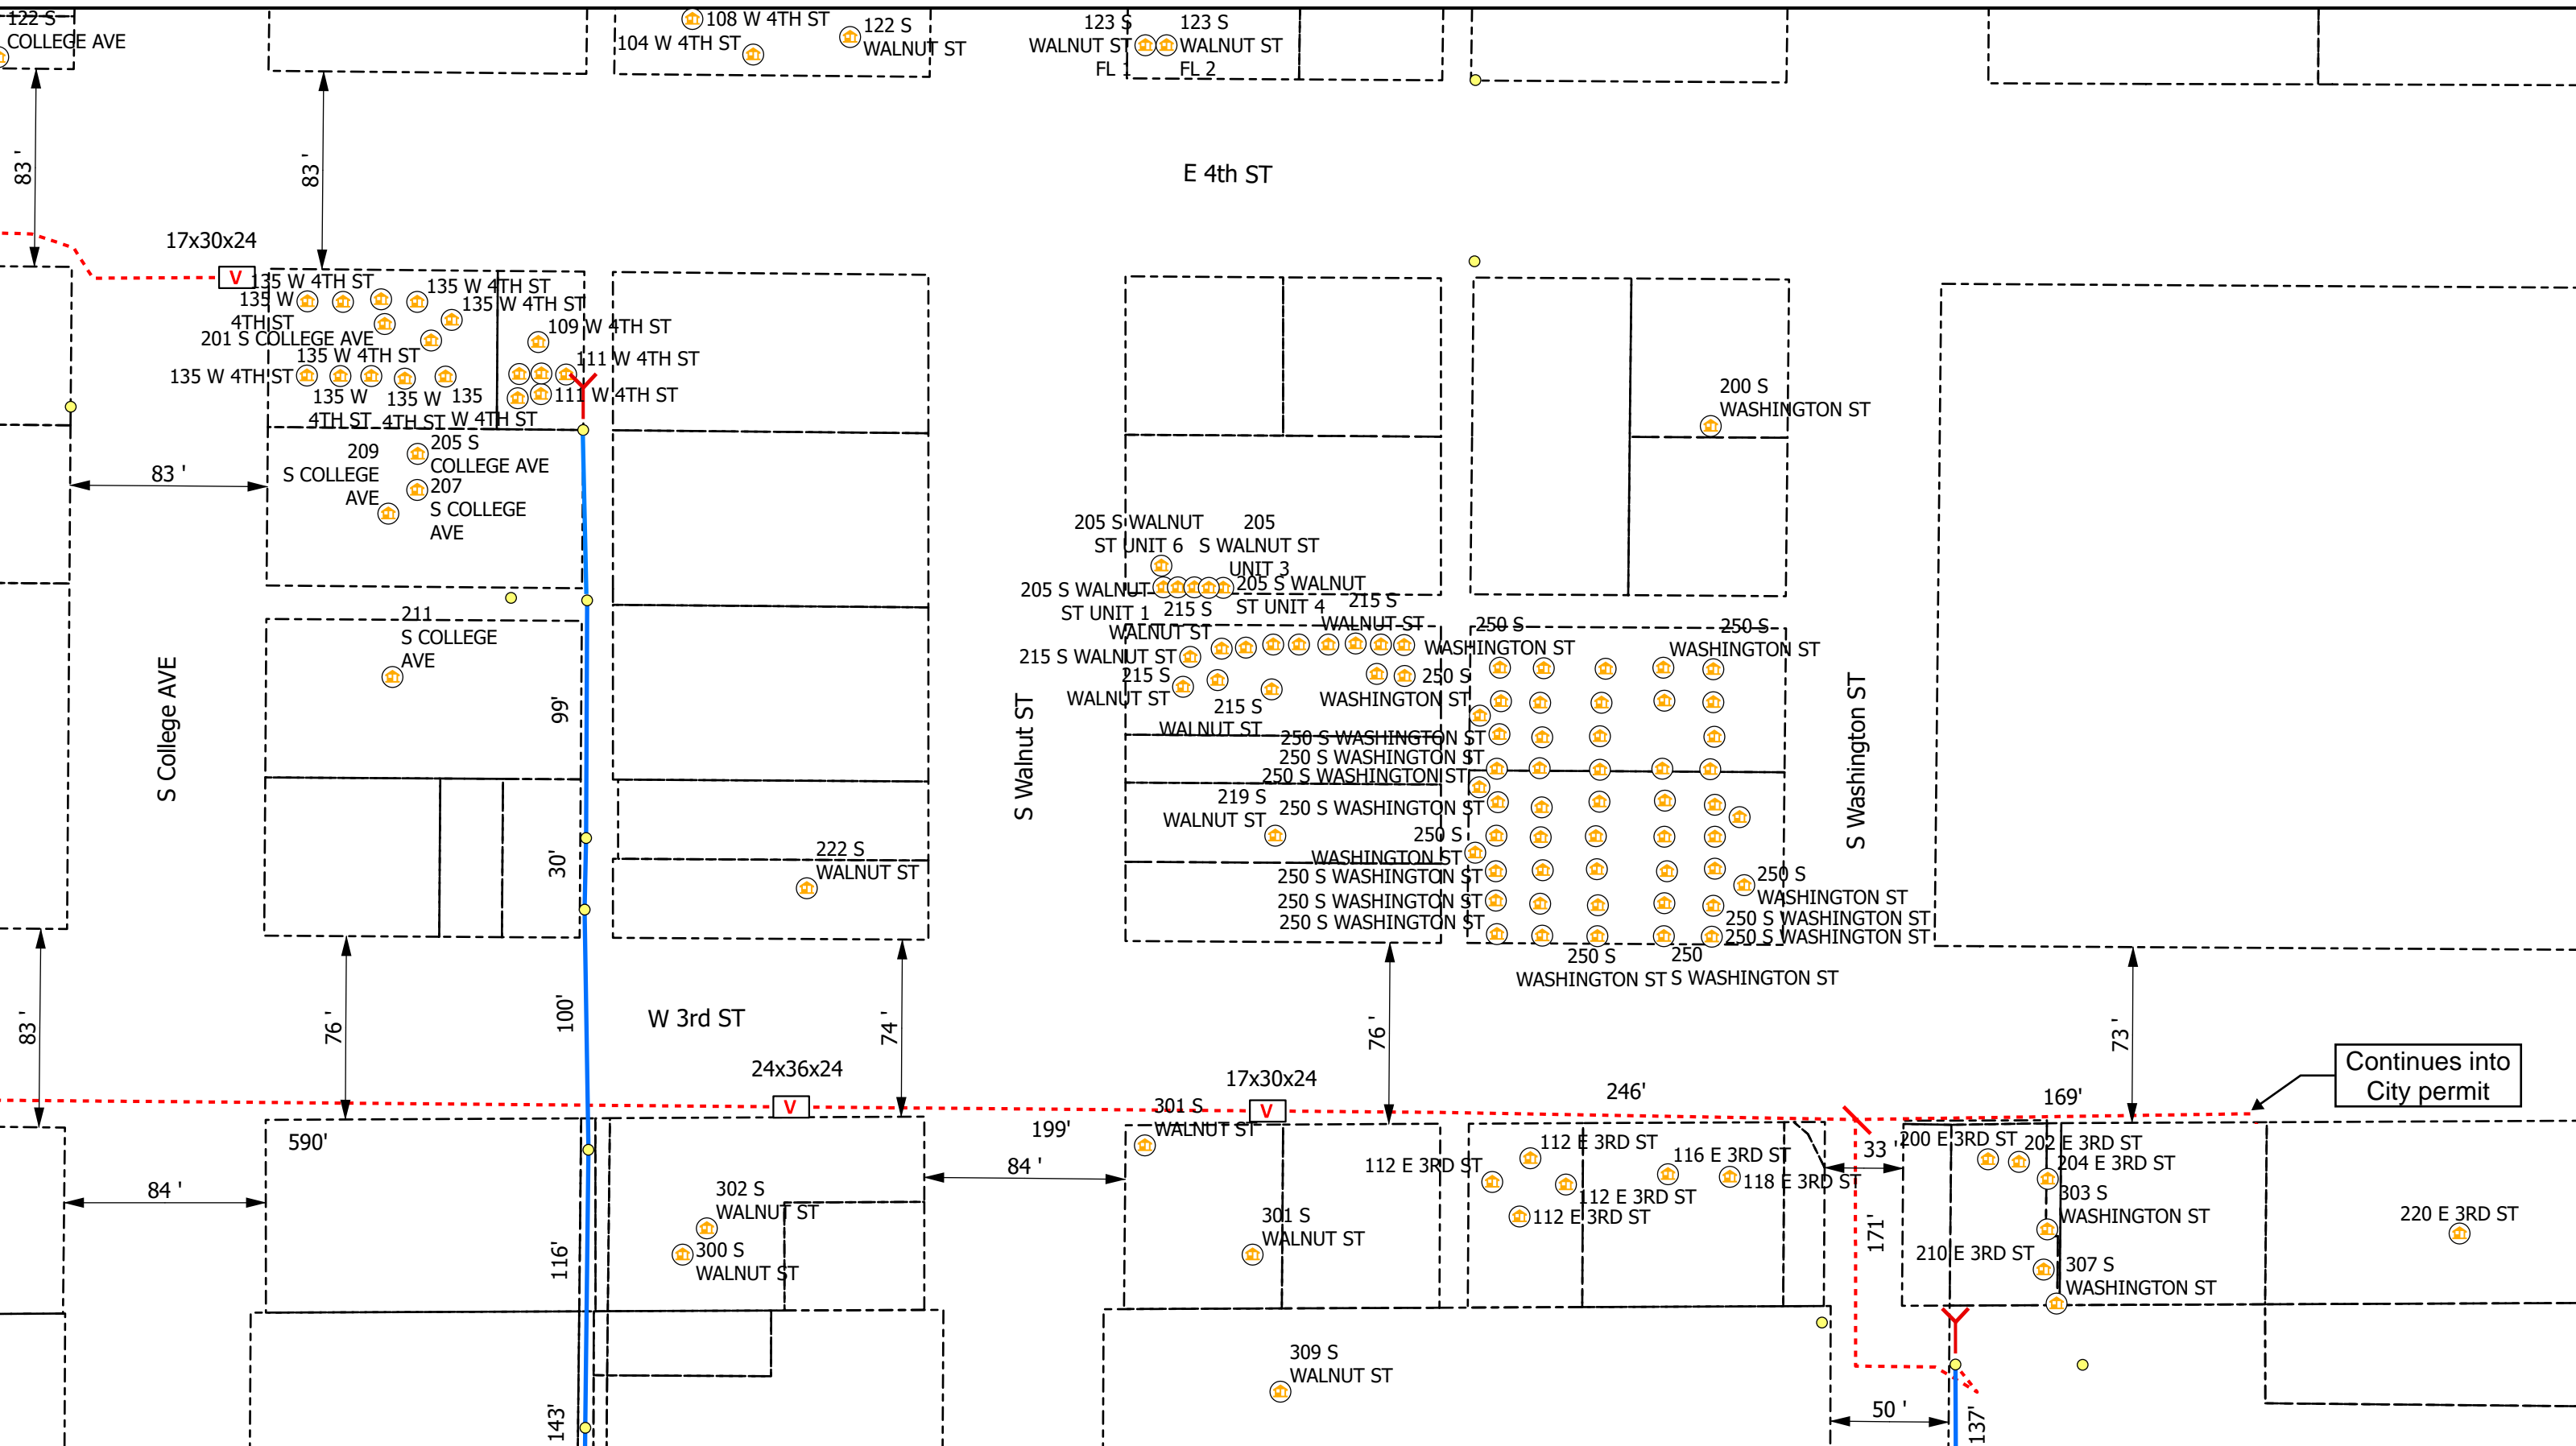 122 S
COLLEGE AVE
108 W 4TH ST
104 W 4TH ST
122 S
WALNUT ST
123 S
WALNUT ST
FL 1
123 S
WALNUT ST
FL 2
83 '
83 '
E 4th ST
17x30x24
V
135 W 4TH ST
135 W
4TH ST
135 W 4TH ST
135 W 4TH ST
201 S COLLEGE AVE
109 W 4TH ST
135 W 4TH ST
111 W 4TH ST
135 W 4TH ST
135 W
4TH ST
135 W
4TH ST
135
W 4TH ST
111 W 4TH ST
200 S
WASHINGTON ST
209
S COLLEGE
AVE
205 S
COLLEGE AVE
83 '
207
S COLLEGE
AVE
205 S WALNUT
ST UNIT 6
205
S WALNUT ST
UNIT 3
205 S WALNUT
ST UNIT 1
205 S WALNUT
ST UNIT 4
211
S COLLEGE
AVE
215 S
WALNUT ST
215 S
WALNUT ST
250 S
WASHINGTON ST
250 S
WASHINGTON ST
215 S WALNUT ST
215 S
WALNUT ST
250 S
WASHINGTON ST
215 S
WALNUT ST
S College AVE
99'
S Walnut ST
S Washington ST
250 S WASHINGTON ST
250 S WASHINGTON ST
250 S WASHINGTON ST
219 S
WALNUT ST
250 S WASHINGTON ST
250 S
WASHINGTON ST
30'
222 S
WALNUT ST
250 S WASHINGTON ST
250 S
WASHINGTON ST
250 S WASHINGTON ST
250 S WASHINGTON ST
250 S WASHINGTON ST
250 S WASHINGTON ST
250 S
WASHINGTON ST
250
S WASHINGTON ST
83 '
76 '
100'
W 3rd ST
74 '
76 '
73 '
Continues into
City permit
24x36x24
V
17x30x24
V
246'
169'
590'
199'
301 S
WALNUT ST
84 '
84 '
33 '
112 E 3RD ST
112 E 3RD ST
116 E 3RD ST
118 E 3RD ST
112 E 3RD ST
112 E 3RD ST
200 E 3RD ST
202 E 3RD ST
204 E 3RD ST
303 S
WASHINGTON ST
302 S
WALNUT ST
301 S
WALNUT ST
220 E 3RD ST
116'
300 S
WALNUT ST
171'
210 E 3RD ST
307 S
WASHINGTON ST
309 S
WALNUT ST
143'
50 '
137'